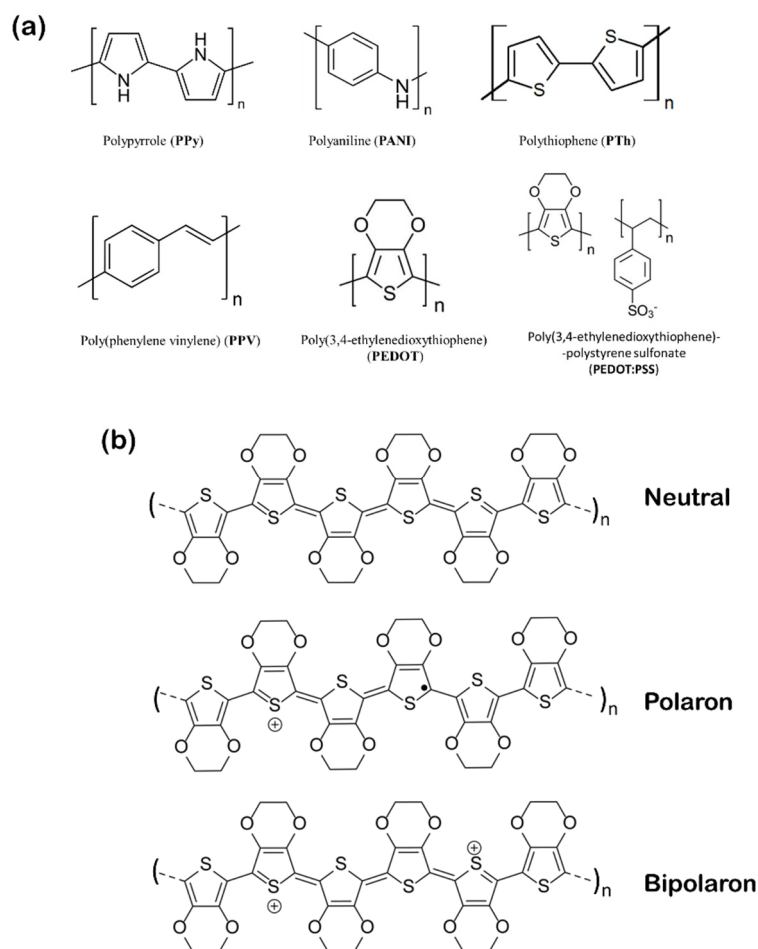 (a)
N
H
H
N
n
N
H
n
S
S
n
Polypyrrole (PPy)
Polyaniline (PANI)
Polythiophene (PTh)
n
O
O
S
n
O
O
S
n
n
SO3-
Poly(phenylene vinylene) (PPV)
Poly(3,4-ethylenedioxythiophene)
(PEDOT)
Poly(3,4-ethylenedioxythiophene)-
-polystyrene sulfonate
(PEDOT:PSS)
(b)
O O O O O O
( S S S S S S )n
O O O O O O
Neutral
O O O O O O
( S S S • S S S )n
⊕
O O O O O O
Polaron
O O O O O O
⊕
( S S S S S S )n
⊕
O O O O O O
Bipolaron